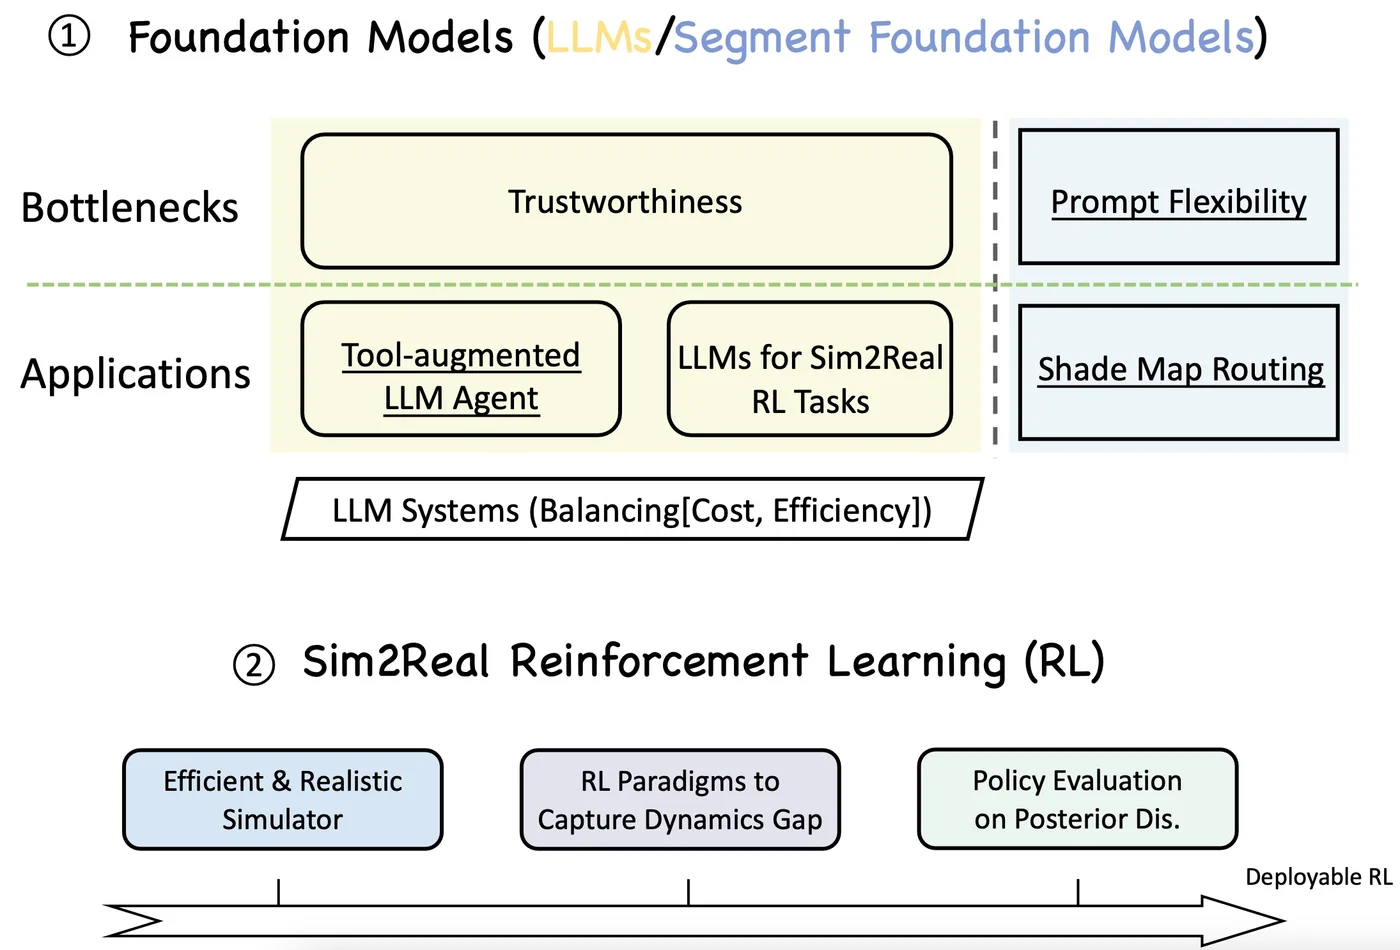 ① Foundation Models (LLMs/Segment Foundation Models)
Bottlenecks
Trustworthiness
Prompt Flexibility
Applications
Tool-augmented
LLM Agent
LLMs for Sim2Real
RL Tasks
Shade Map Routing
LLM Systems (Balancing[Cost, Efficiency])
② Sim2Real Reinforcement Learning (RL)
Efficient & Realistic
Simulator
RL Paradigms to
Capture Dynamics Gap
Policy Evaluation
on Posterior Dis.
Deployable RL